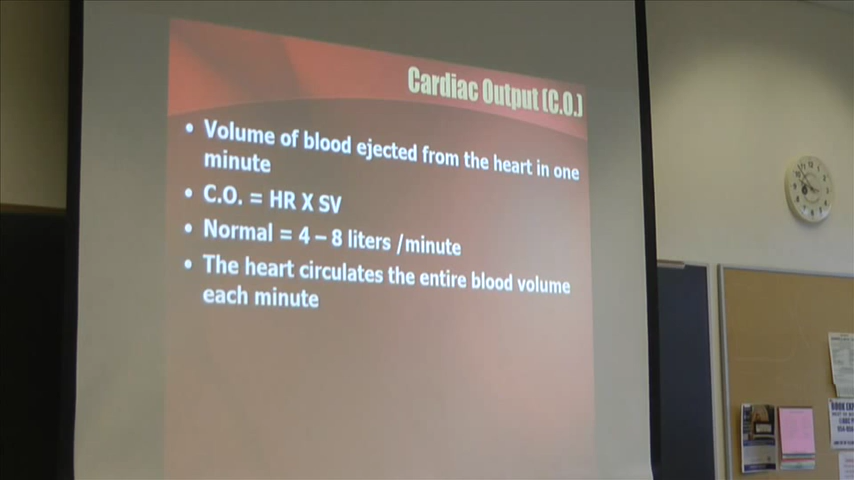 Cardiac Output (C.O.)
• Volume of blood ejected from the heart in one
minute
• C.O. = HR X SV
• Normal = 4 – 8 liters /minute
• The heart circulates the entire blood volume
each minute